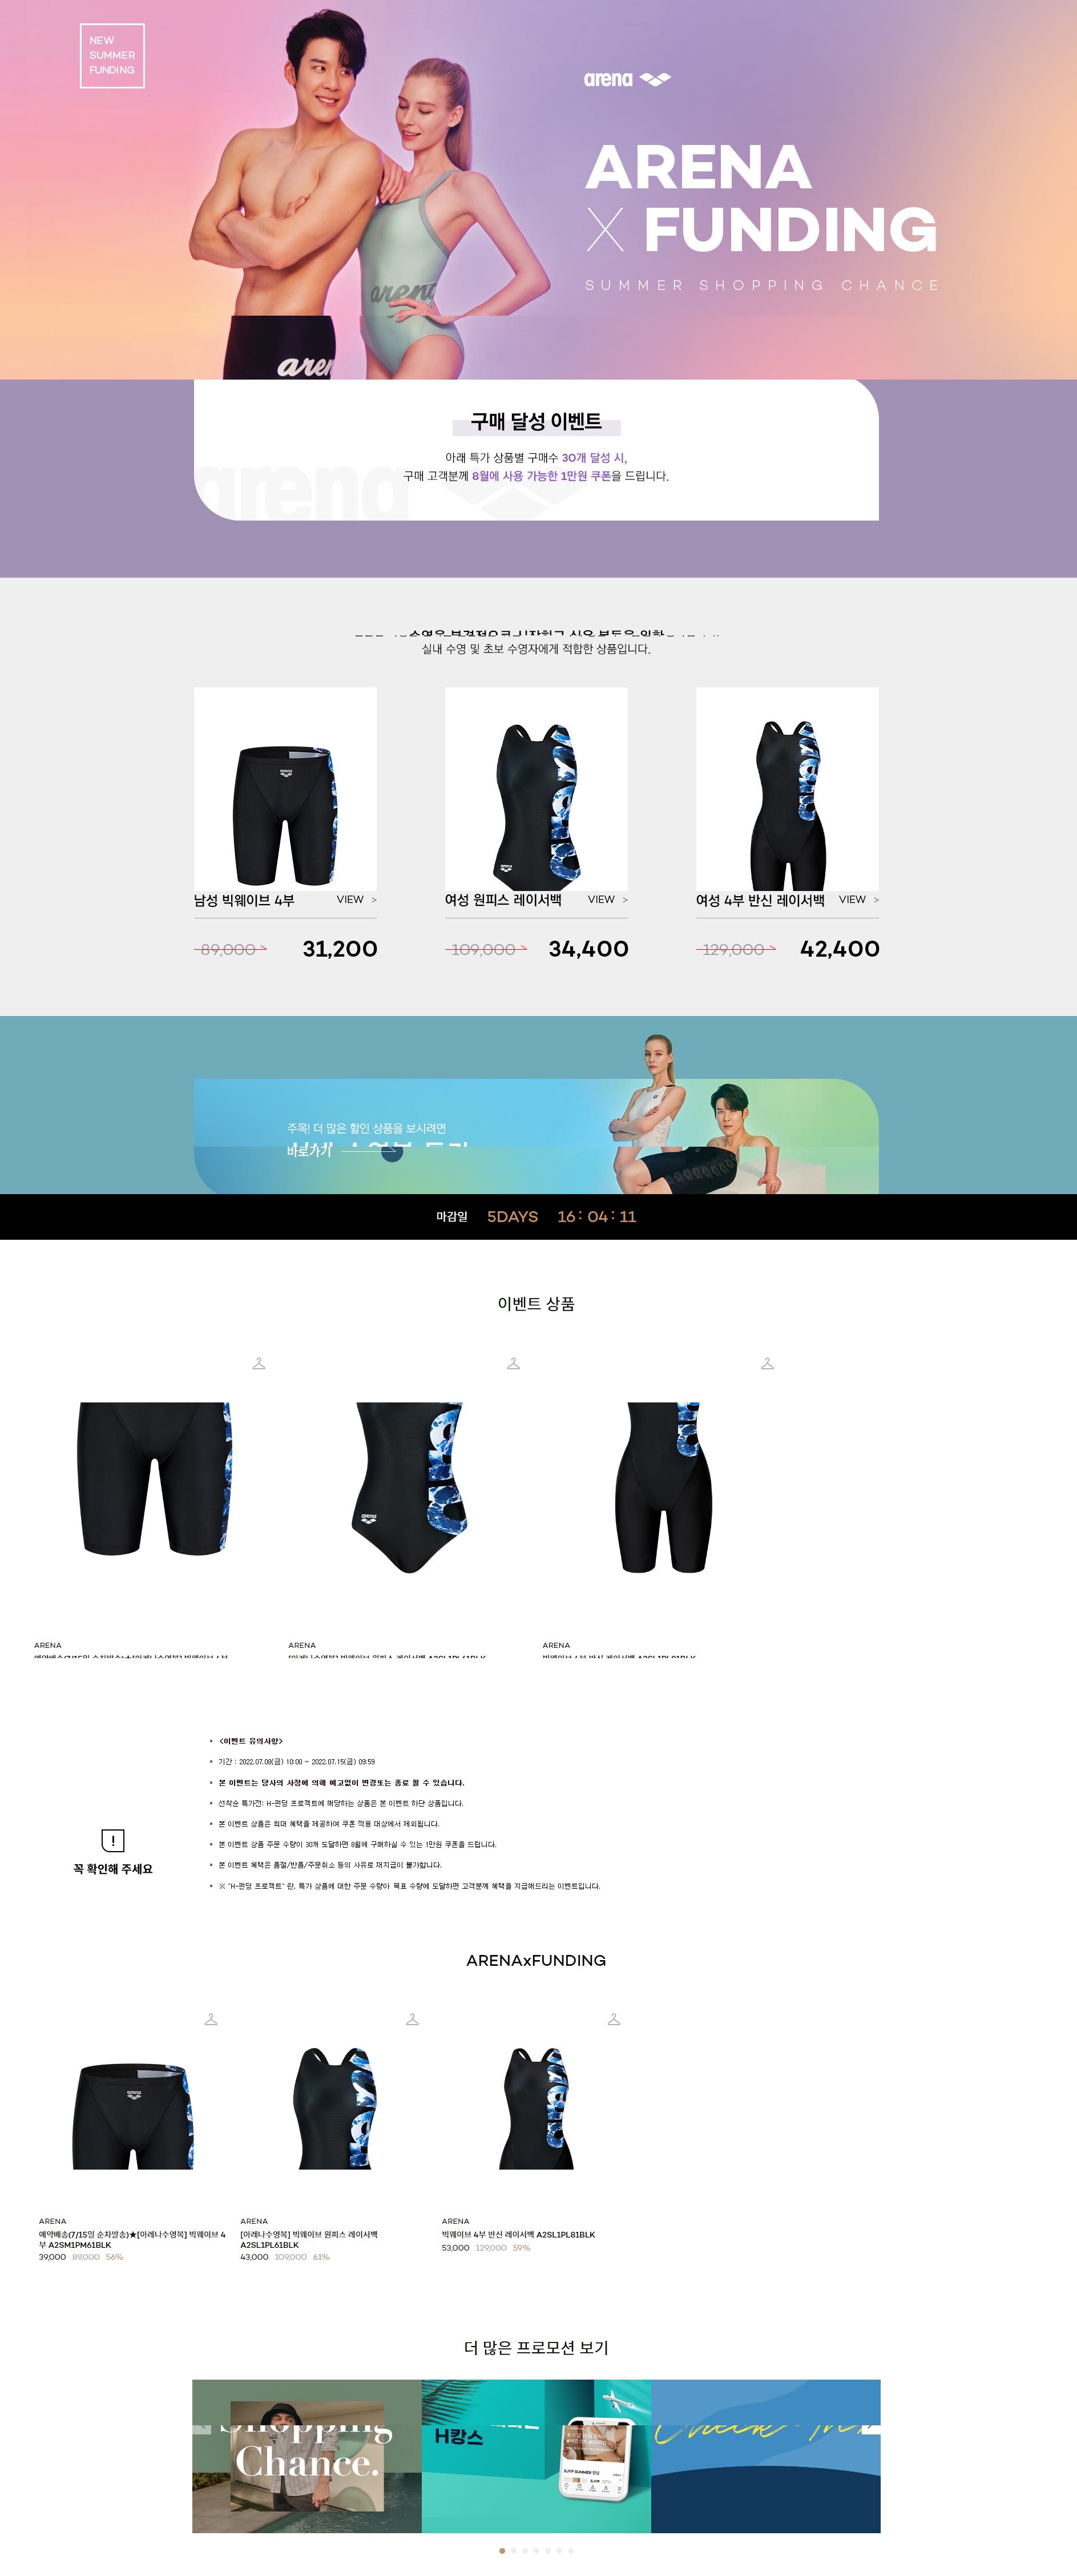 NEW
SUMMER
FUNDING
arena
ARENA
X FUNDING
SUMMER SHOPPING CHANCE
arena
aren
구매 달성 이벤트
아래 특가 상품별 구매수 30개 달성 시,
구매 고객분께 8월에 사용 가능한 1만원 쿠폰을 드립니다.
arena
실내 수영 및 초보 수영자에게 적합한 상품입니다.
남성 빅웨이브 4부 VIEW >
여성 원피스 레이서백 VIEW >
여성 4부 반신 레이서백 VIEW >
89,000 31,200
109,000 34,400
129,000 42,400
주목! 더 많은 할인 상품을 보시려면
바로가기
마감일 5DAYS 16 : 04 : 11
이벤트 상품
ARENA
ARENA
ARENA
<이벤트 유의사항>
기간 : 2022.07.08(금) 10:00 ~ 2022.07.15(금) 09:59
본 이벤트는 당사의 사정에 의해 예고없이 변경또는 종료 될 수 있습니다.
선착순 특가전: H-펀딩 프로젝트에 해당하는 상품은 본 이벤트 하단 상품입니다.
본 이벤트 상품은 최대 혜택을 제공하여 쿠폰 적용 대상에서 제외됩니다.
본 이벤트 상품 주문 수량이 30개 도달하면 8월에 구매하실 수 있는 1만원 쿠폰을 드립니다.
본 이벤트 혜택은 품절/반품/주문취소 등의 사유로 재지급이 불가합니다.
※ "H-펀딩 프로젝트" 란, 특가 상품에 대한 주문 수량이 목표 수량에 도달하면 고객분께 혜택을 지급해드리는 이벤트입니다.
!
꼭 확인해 주세요
ARENAxFUNDING
ARENA
예약배송(7/15일 순차발송)★[아레나수영복] 빅웨이브 4
부 A2SM1PM61BLK
39,000 89,000 56%
ARENA
[아레나수영복] 빅웨이브 원피스 레이서백
A2SL1PL61BLK
43,000 109,000 61%
ARENA
빅웨이브 4부 반신 레이서백 A2SL1PL81BLK
53,000 129,000 59%
더 많은 프로모션 보기
Shopping
Chance.
H캉스